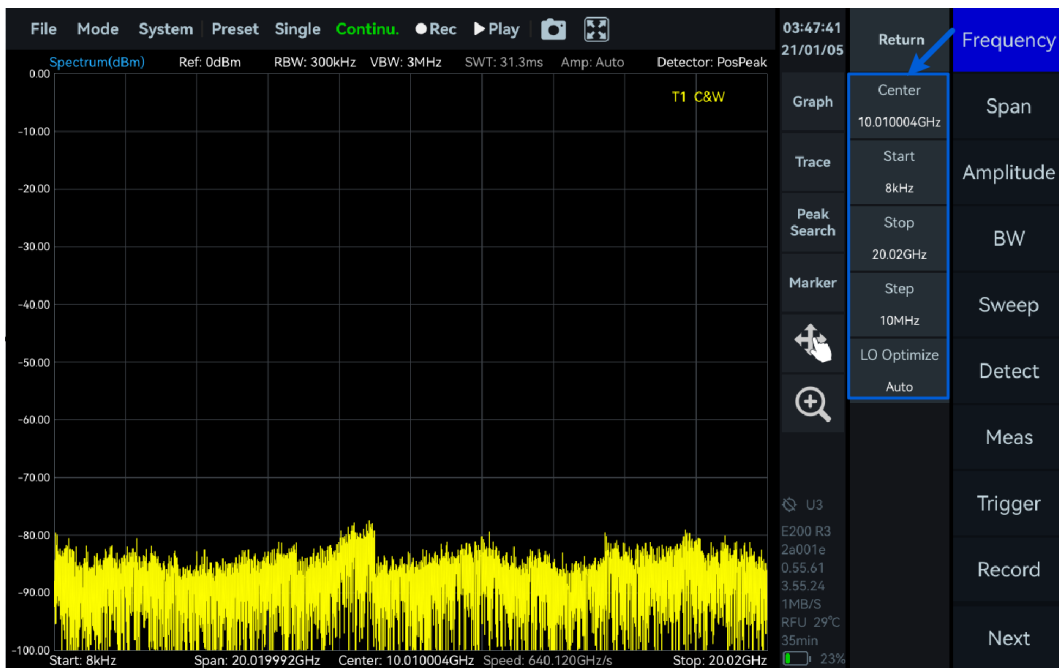 File Mode System Preset Single Continu. Rec Play
Spectrum(dBm) Ref: 0dBm RBW: 300kHz VBW: 3MHz SWT: 31.3ms Amp: Auto Detector: PosPeak
T1 C&W
0.00
-10.00
-20.00
-30.00
-40.00
-50.00
-60.00
-70.00
-80.00
-90.00
-100.00
Start: 8kHz Span: 20.019992GHz Center: 10.010004GHz Speed: 640.120GHz/s Stop: 20.02GHz
03:47:41
21/01/05
Graph
Trace
Peak
Search
Marker
U3
E200 R3
2a001e
0.55.61
3.55.24
1MB/S
RFU 29°C
35min
23%
Return
Center
10.010004GHz
Start
8kHz
Stop
20.02GHz
Step
10MHz
LO Optimize
Auto
Frequency
Span
Amplitude
BW
Sweep
Detect
Meas
Trigger
Record
Next